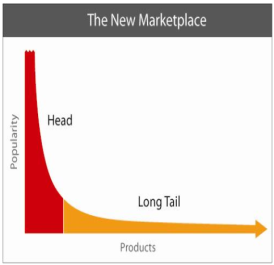 The New Marketplace
Popularity
Head
Long Tail
Products